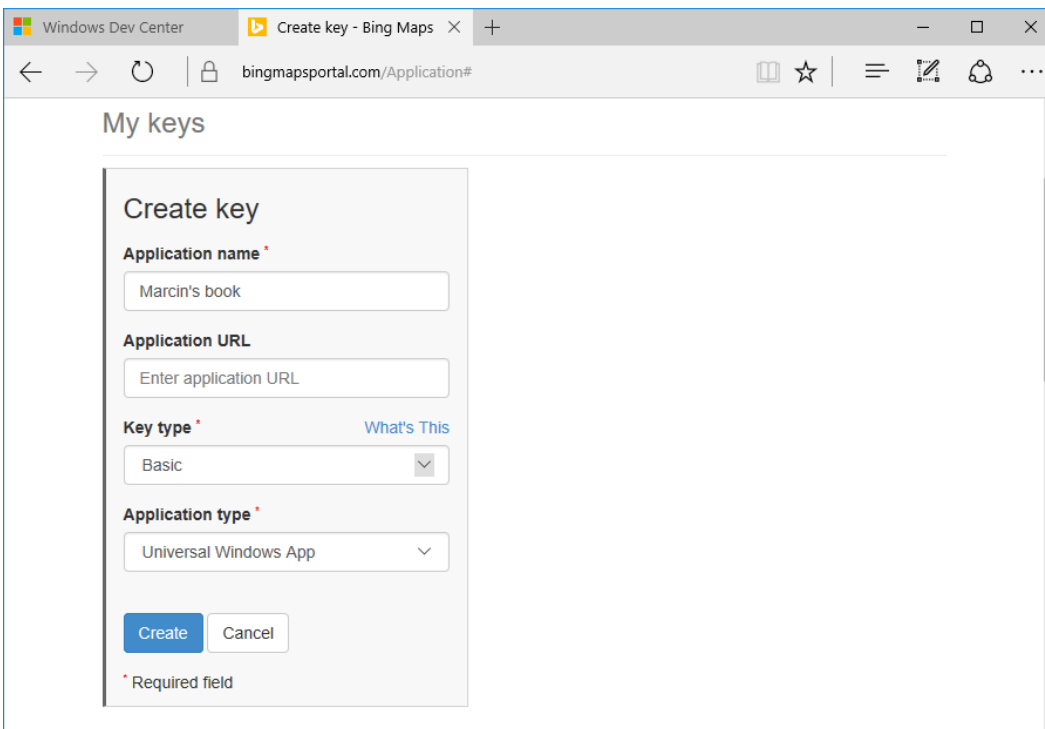 Windows Dev Center
Create key - Bing Maps
bingmapsportal.com/Application#
My keys
Create key
Application name *
Marcin's book
Application URL
Enter application URL
Key type * What's This
Basic
Application type *
Universal Windows App
Create Cancel
* Required field